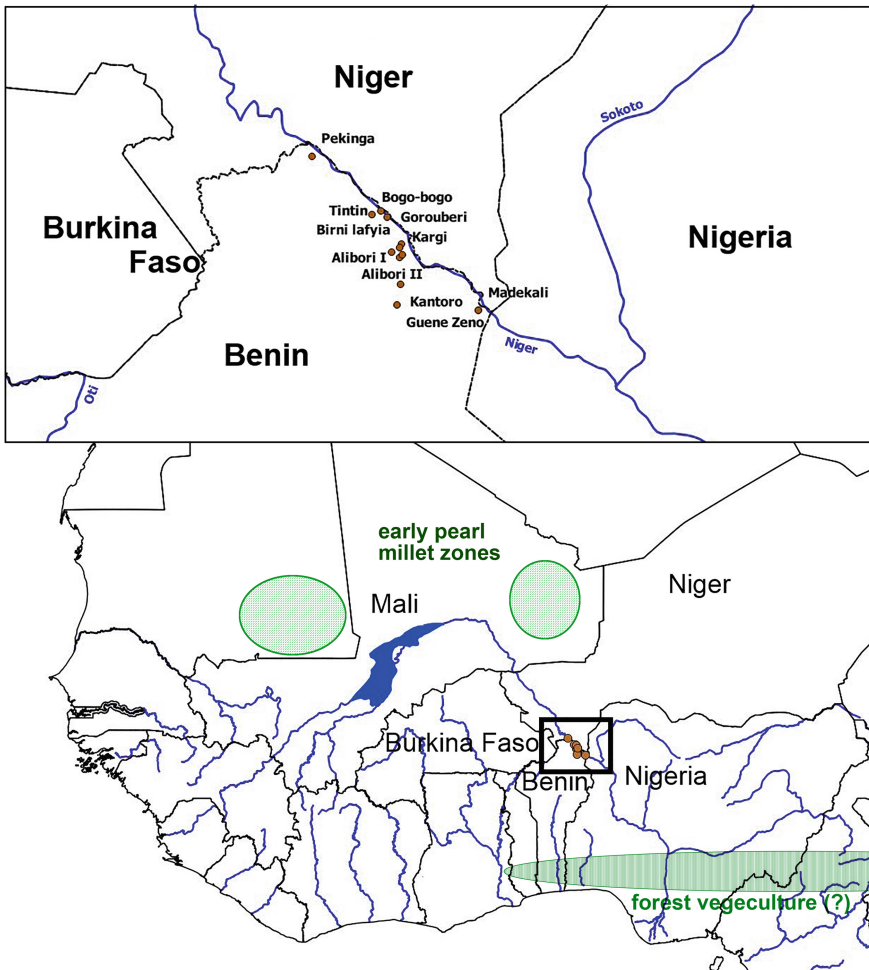 Niger
Sokoto
Pekinga
Bogo-bogo
Tintin
Gorouberi
Burkina
Faso
Birni lafyia
Kargi
Nigeria
Alibori I
Alibori II
Madekali
Kantoro
Guene Zeno
Benin
Niger
Oti
early pearl
millet zones
Niger
Mali
Burkina Faso
Nigeria
Benin
forest vegeculture (?)